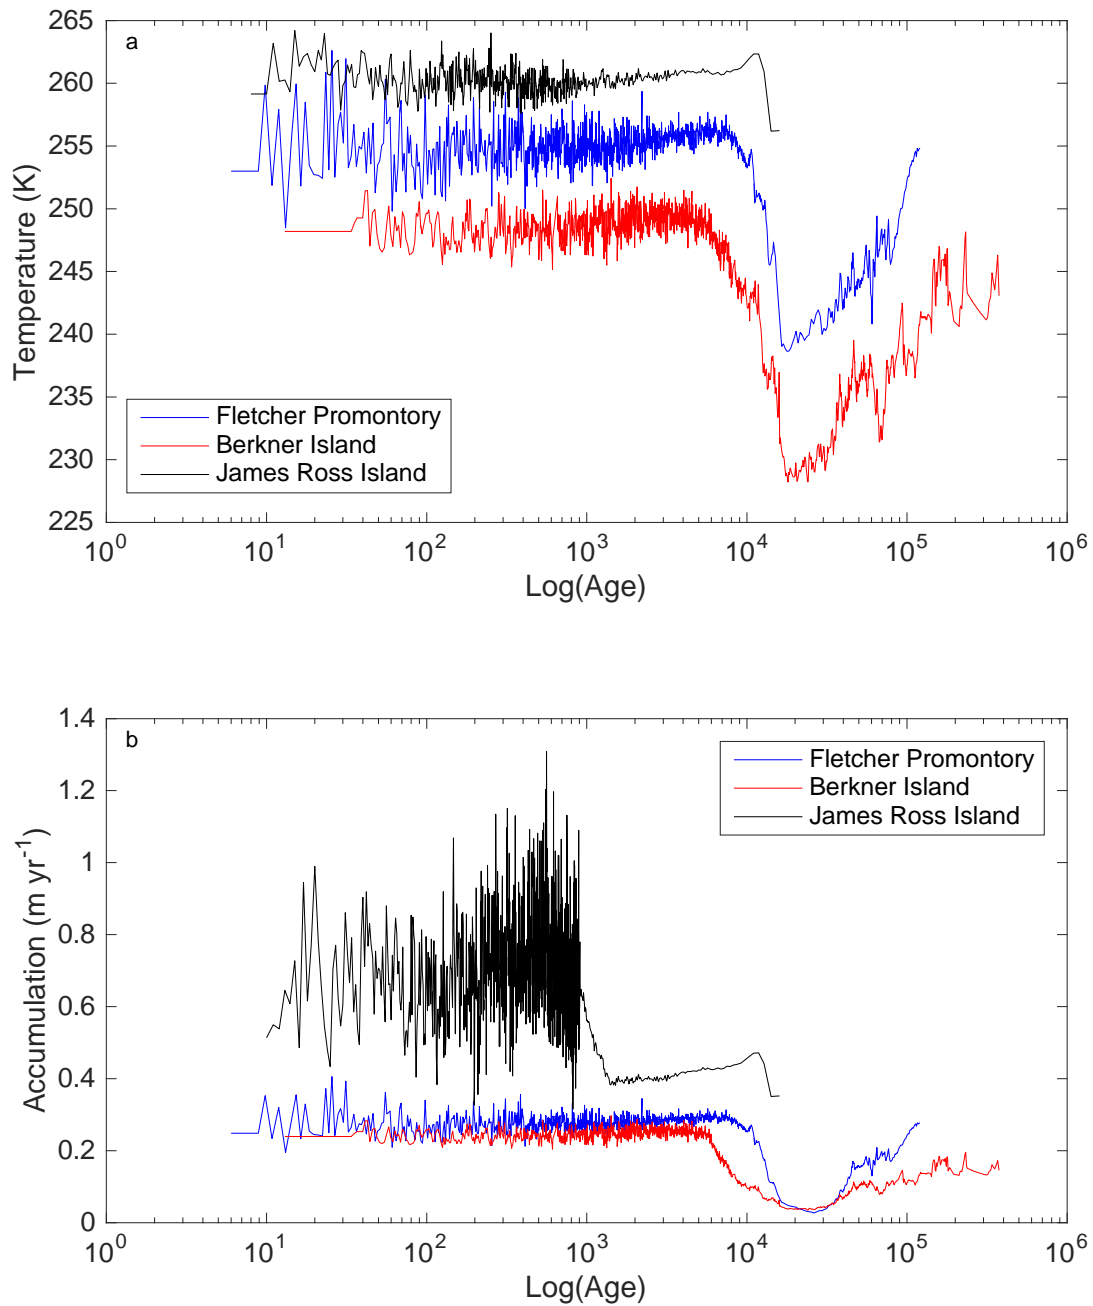 a
265
260
255
250
245
240
235
230
225
Temperature (K)
Fletcher Promontory
Berkner Island
James Ross Island
10^0 10^1 10^2 10^3 10^4 10^5 10^6
Log(Age)
b
1.4
1.2
1
0.8
0.6
0.4
0.2
0
Accumulation (m yr^-1)
Fletcher Promontory
Berkner Island
James Ross Island
10^0 10^1 10^2 10^3 10^4 10^5 10^6
Log(Age)